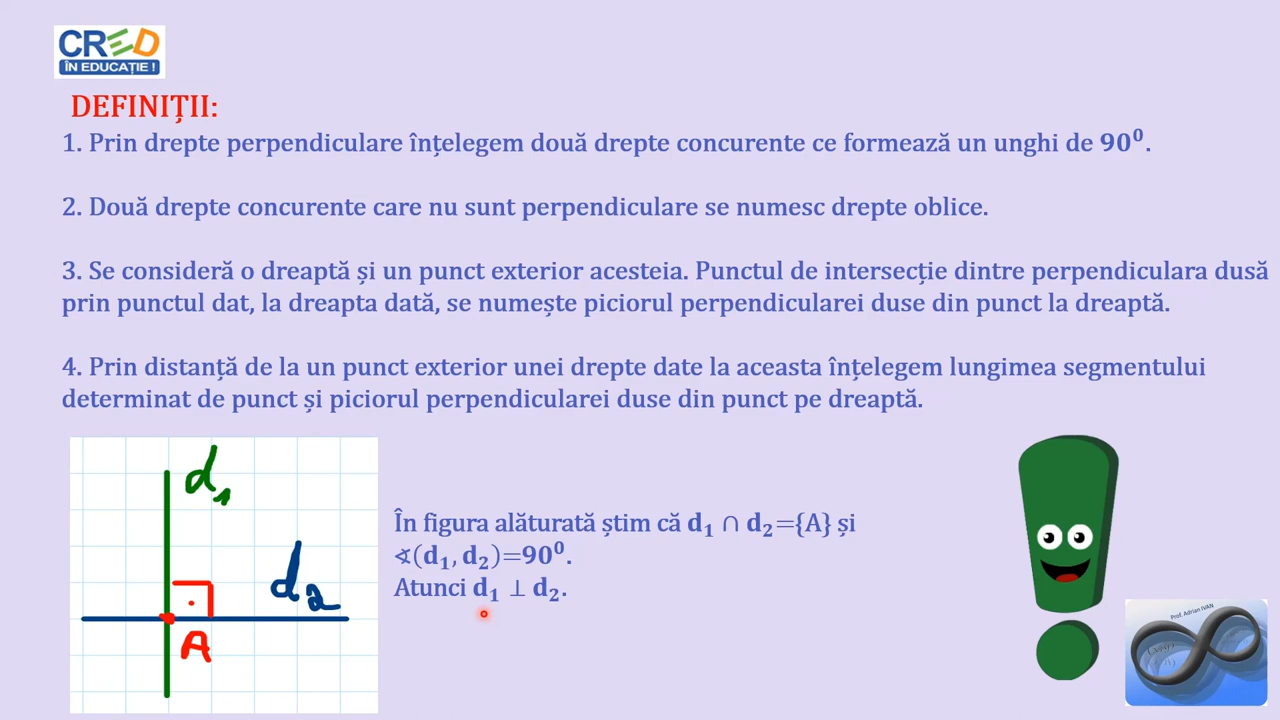 CRED
ÎN EDUCAȚIE !
DEFINIȚII:
1. Prin drepte perpendiculare înțelegem două drepte concurente ce formează un unghi de 90⁰.
2. Două drepte concurente care nu sunt perpendiculare se numesc drepte oblice.
3. Se consideră o dreaptă și un punct exterior acesteia. Punctul de intersecție dintre perpendiculara dusă
prin punctul dat, la dreapta dată, se numește piciorul perpendicularei duse din punct la dreaptă.
4. Prin distanță de la un punct exterior unei drepte date la aceasta înțelegem lungimea segmentului
determinat de punct și piciorul perpendicularei duse din punct pe dreaptă.
d₁
d₂
A
În figura alăturată știm că d₁ ∩ d₂={A} și
∢(d₁, d₂)=90⁰.
Atunci d₁ ⊥ d₂.
Prof. Adrian IVAN